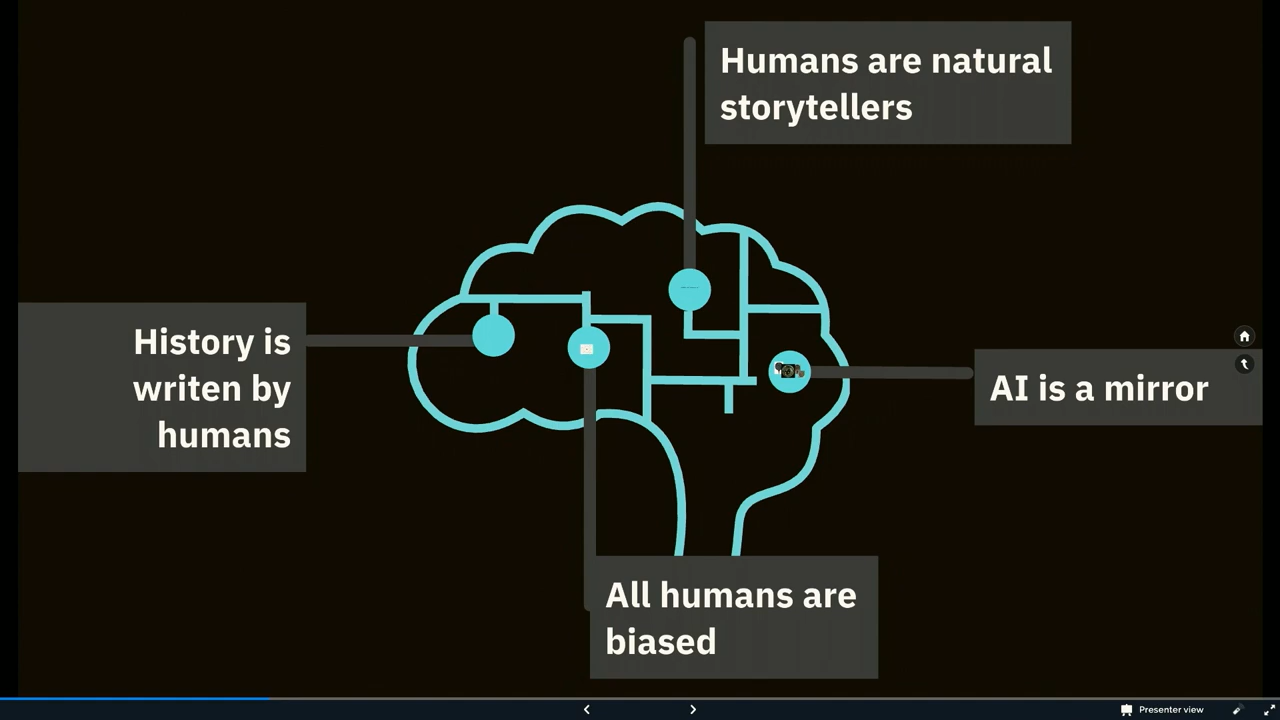 Humans are natural
storytellers
History is
writen by
humans
AI is a mirror
All humans are
biased
Presenter view